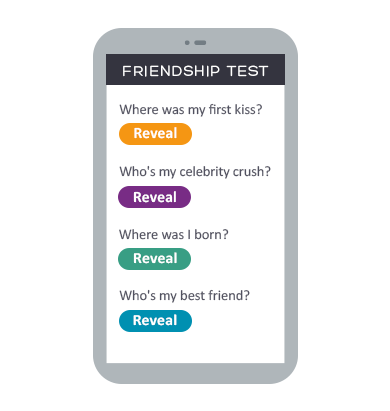 FRIENDSHIP TEST
Where was my first kiss?
Reveal
Who's my celebrity crush?
Reveal
Where was I born?
Reveal
Who's my best friend?
Reveal